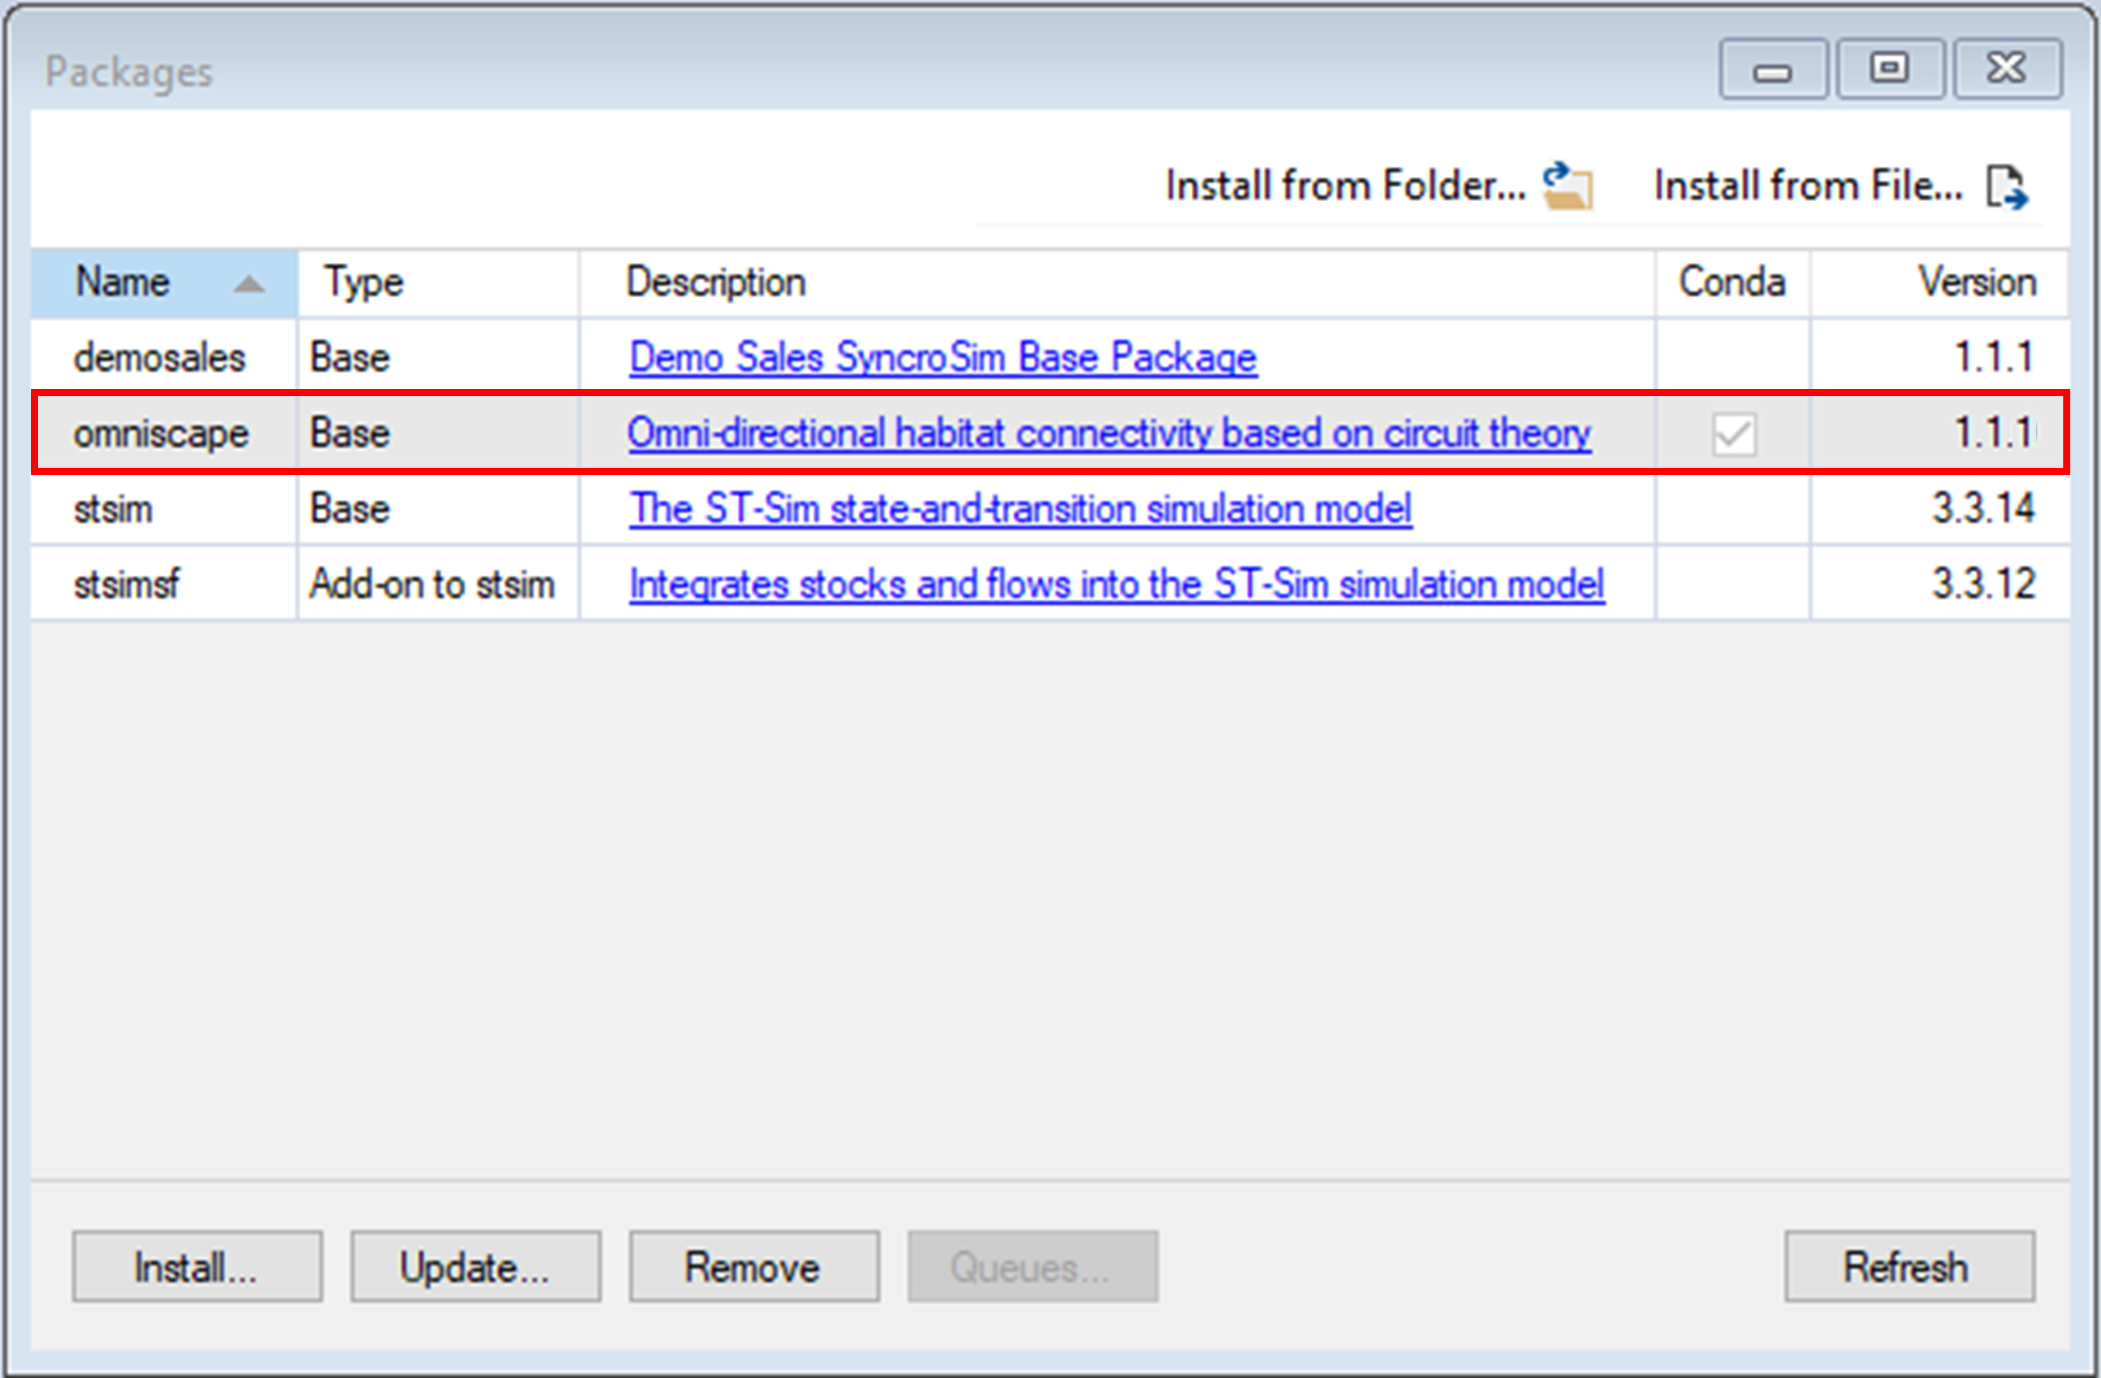 Packages
Install from Folder... Install from File...
Name Type Description Conda Version
demosales Base Demo Sales SyncroSim Base Package 1.1.1
omniscape Base Omni-directional habitat connectivity based on circuit theory 1.1.1
stsim Base The ST-Sim state-and-transition simulation model 3.3.14
stsimsf Add-on to stsim Integrates stocks and flows into the ST-Sim simulation model 3.3.12
Install... Update... Remove Queues... Refresh